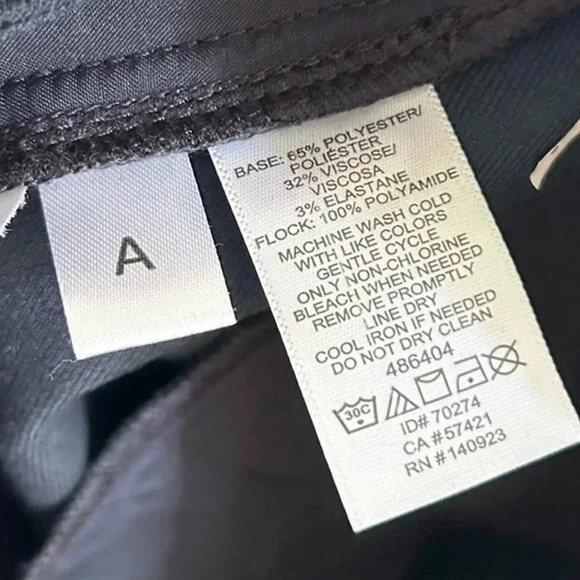 A
BASE: 65% POLYESTER/
POLIÉSTER
32% VISCOSE/
VISCOSA
3% ELASTANE
FLOCK: 100% POLYAMIDE
MACHINE WASH COLD
WITH LIKE COLORS
GENTLE CYCLE
ONLY NON-CHLORINE
BLEACH WHEN NEEDED
REMOVE PROMPTLY
LINE DRY
COOL IRON IF NEEDED
DO NOT DRY CLEAN
486404
30C
ID# 70274
CA #57421
RN #140923